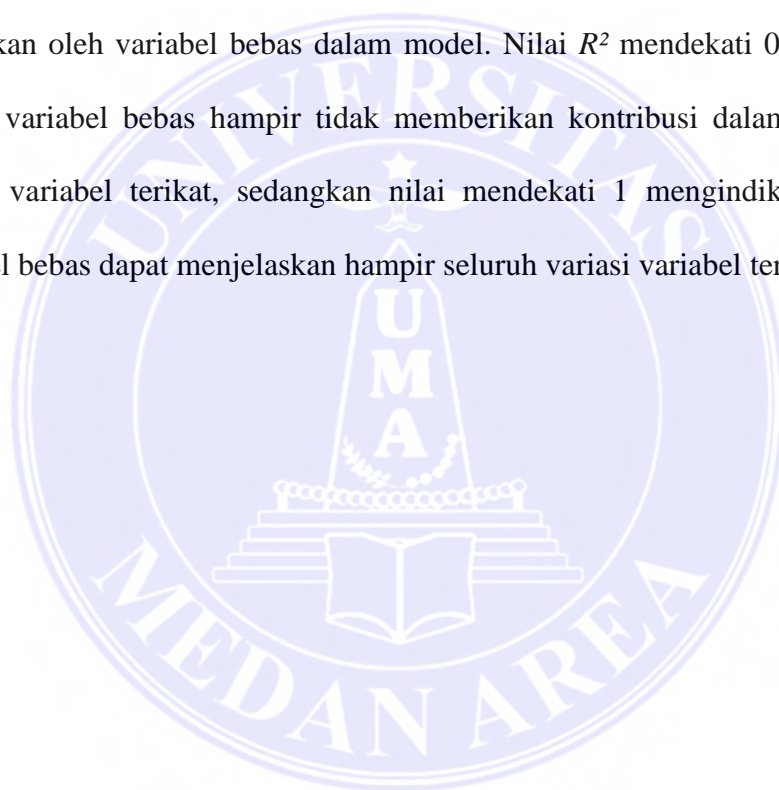 kan oleh variabel bebas dalam model. Nilai R² mendekati 0
variabel bebas hampir tidak memberikan kontribusi dalam
variabel terikat, sedangkan nilai mendekati 1 mengindik
l bebas dapat menjelaskan hampir seluruh variasi variabel ter
UNIVERSITAS
UMA
MEDAN AREA